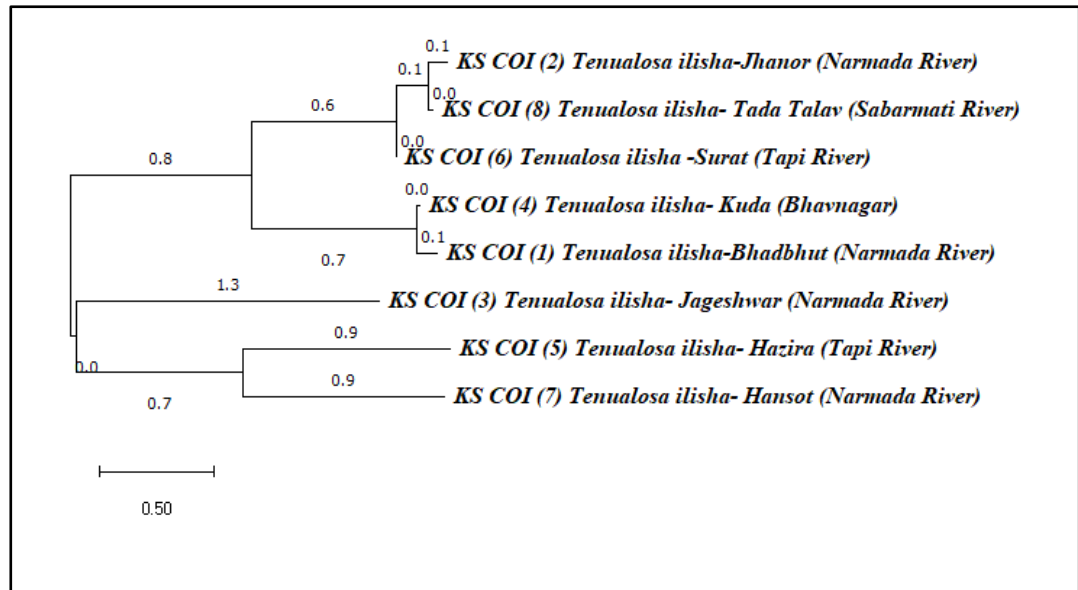 0.1
KS COI (2) Tenualosa ilisha-Jhanor (Narmada River)
0.1
0.6
0.0
KS COI (8) Tenualosa ilisha- Tada Talav (Sabarmati River)
0.0
KS COI (6) Tenualosa ilisha -Surat (Tapi River)
0.8
0.0
KS COI (4) Tenualosa ilisha- Kuda (Bhavnagar)
0.1
KS COI (1) Tenualosa ilisha-Bhadbhut (Narmada River)
0.7
1.3
KS COI (3) Tenualosa ilisha- Jageshwar (Narmada River)
0.9
KS COI (5) Tenualosa ilisha- Hazira (Tapi River)
0.0
0.9
KS COI (7) Tenualosa ilisha- Hansot (Narmada River)
0.7
0.50